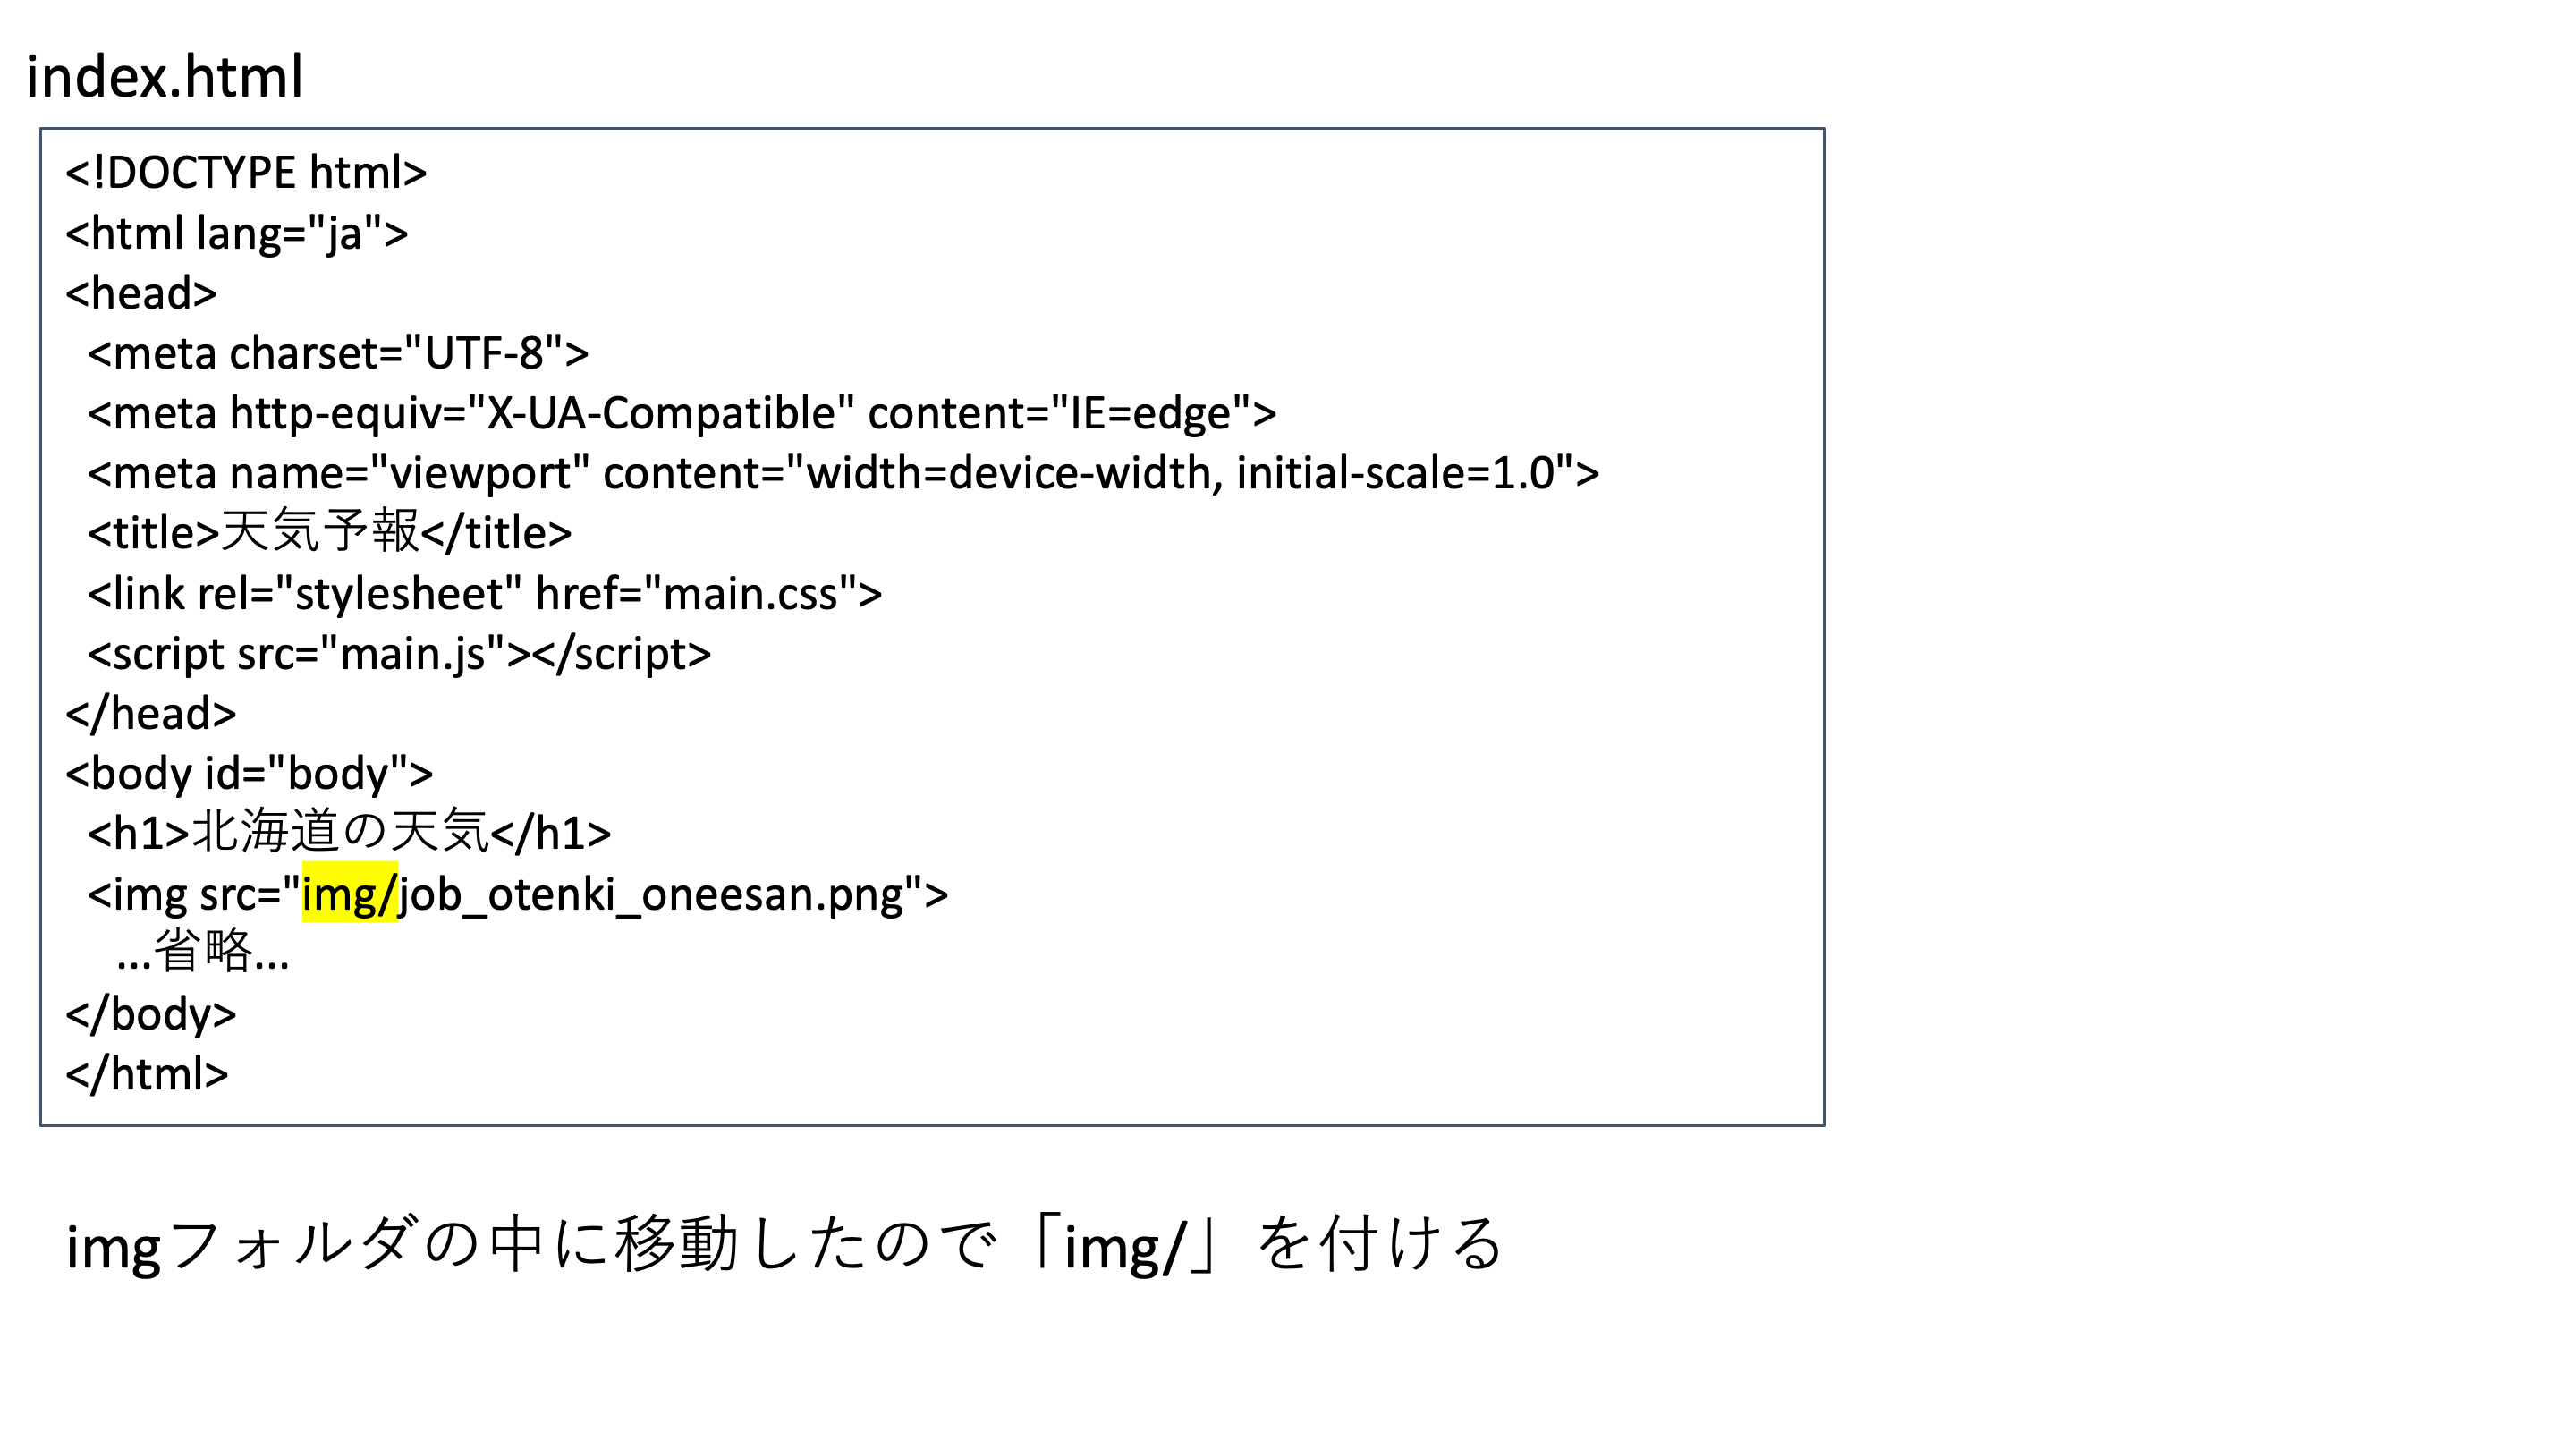 index.html
<!DOCTYPE html>
<html lang="ja">
<head>
<meta charset="UTF-8">
<meta http-equiv="X-UA-Compatible" content="IE=edge">
<meta name="viewport" content="width=device-width, initial-scale=1.0">
<title>天気予報</title>
<link rel="stylesheet" href="main.css">
<script src="main.js"></script>
</head>
<body id="body">
<h1>北海道の天気</h1>
<img src="img/job_otenki_oneesan.png">
...省略...
</body>
</html>
imgフォルダの中に移動したので「img/」を付ける